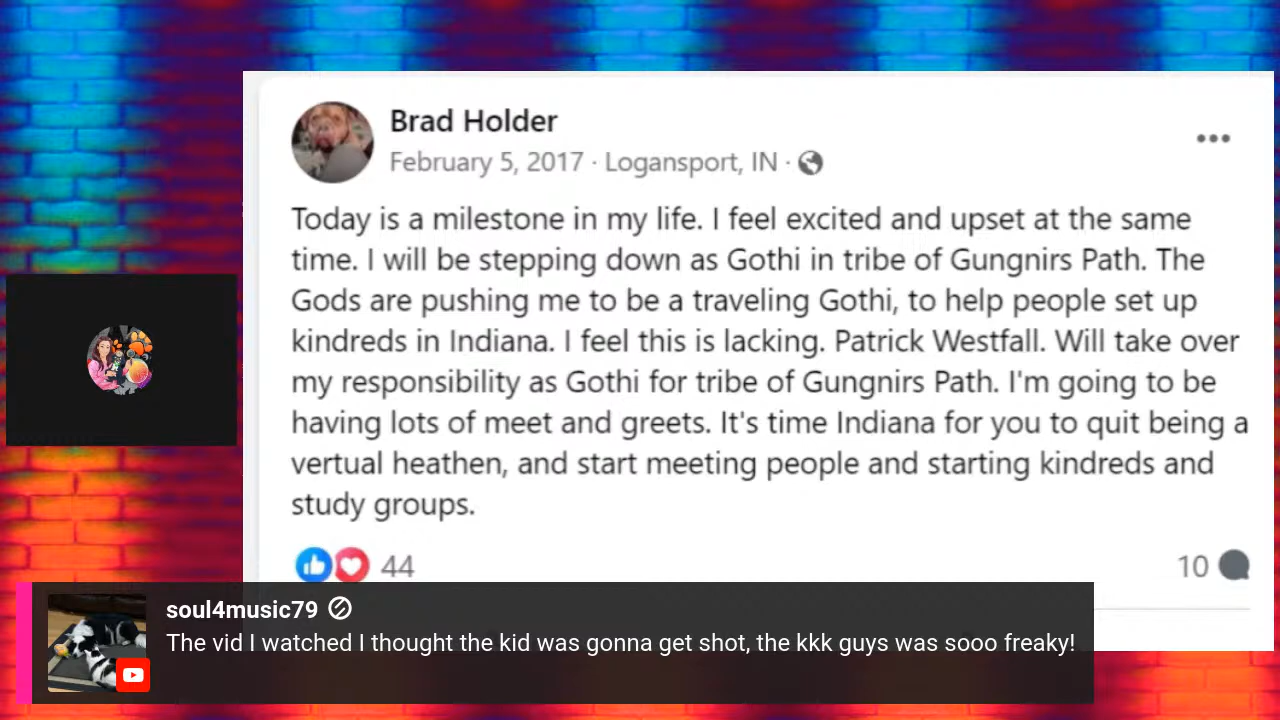 Brad Holder
February 5, 2017 · Logansport, IN ·
Today is a milestone in my life. I feel excited and upset at the same
time. I will be stepping down as Gothi in tribe of Gungnirs Path. The
Gods are pushing me to be a traveling Gothi, to help people set up
kindreds in Indiana. I feel this is lacking. Patrick Westfall. Will take over
my responsibility as Gothi for tribe of Gungnirs Path. I'm going to be
having lots of meet and greets. It's time Indiana for you to quit being a
vertual heathen, and start meeting people and starting kindreds and
study groups.
44
10
soul4music79
The vid I watched I thought the kid was gonna get shot, the kkk guys was sooo freaky!